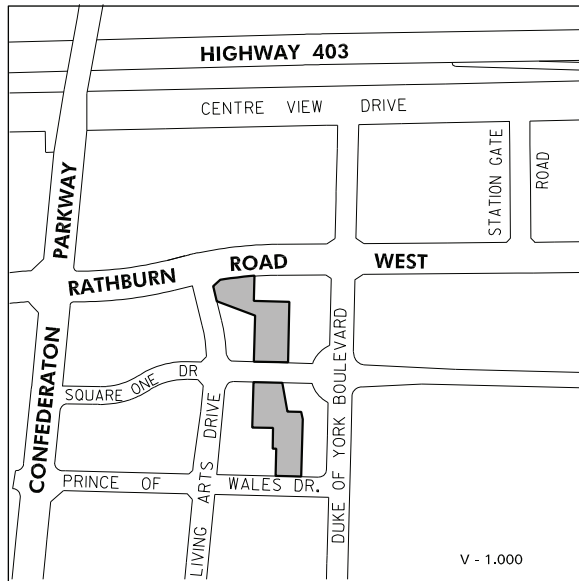 HIGHWAY 403
CENTRE VIEW DRIVE
STATION GATE ROAD
CONFEDERATON PARKWAY
RATHBURN ROAD WEST
SQUARE ONE DR
LIVING ARTS DRIVE
DUKE OF YORK BOULEVARD
PRINCE OF WALES DR.
V - 1.000